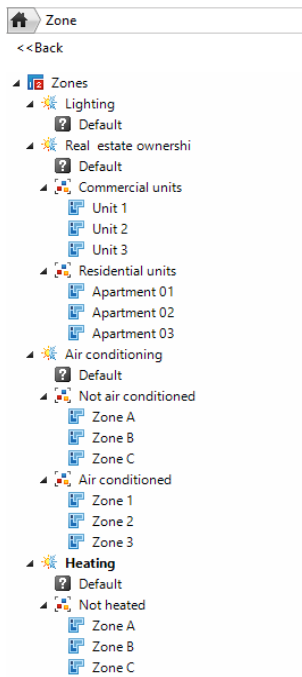 Zone
<<Back
Zones
Lighting
Default
Real estate ownershi
Default
Commercial units
Unit 1
Unit 2
Unit 3
Residential units
Apartment 01
Apartment 02
Apartment 03
Air conditioning
Default
Not air conditioned
Zone A
Zone B
Zone C
Air conditioned
Zone 1
Zone 2
Zone 3
Heating
Default
Not heated
Zone A
Zone B
Zone C